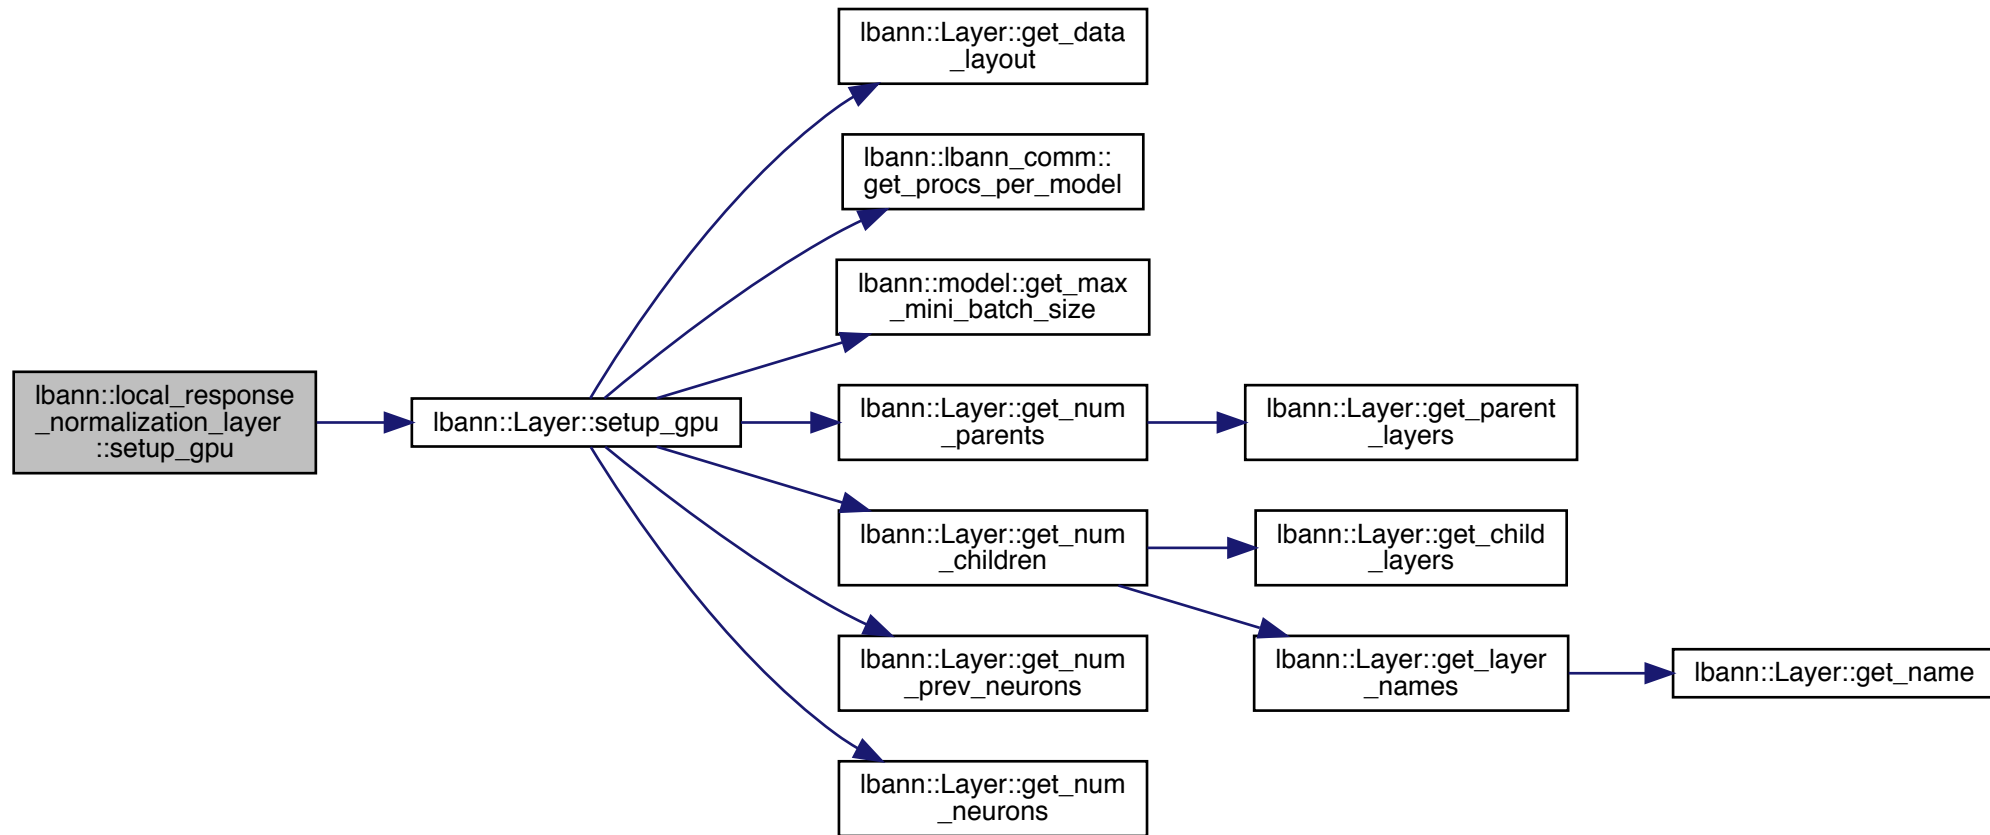 lbann::local_response
_normalization_layer
::setup_gpu
lbann::Layer::setup_gpu
lbann::Layer::get_data
_layout
lbann::lbann_comm::
get_procs_per_model
lbann::model::get_max
_mini_batch_size
lbann::Layer::get_num
_parents
lbann::Layer::get_parent
_layers
lbann::Layer::get_num
_children
lbann::Layer::get_child
_layers
lbann::Layer::get_num
_prev_neurons
lbann::Layer::get_layer
_names
lbann::Layer::get_name
lbann::Layer::get_num
_neurons